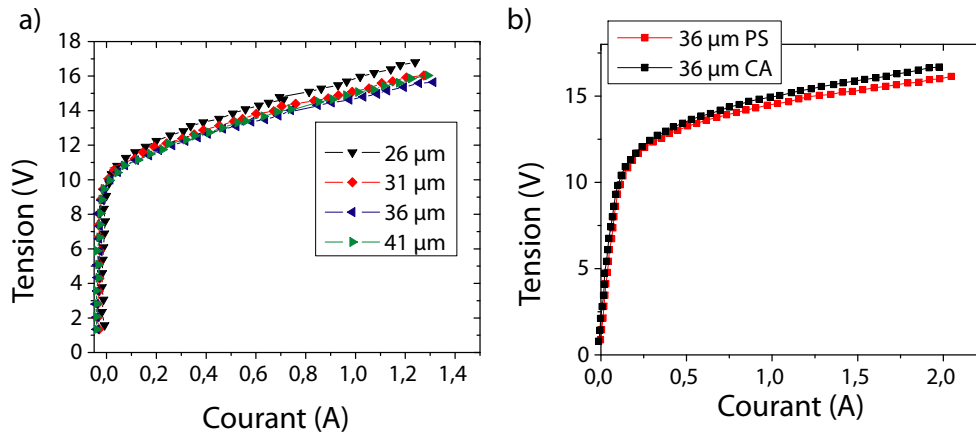 a)
18
16
14
12
10
8
6
4
2
0
Tension (V)
0,0 0,2 0,4 0,6 0,8 1,0 1,2 1,4
Courant (A)
26 µm
31 µm
36 µm
41 µm
b)
36 µm PS
36 µm CA
15
10
5
0
Tension (V)
0,0 0,5 1,0 1,5 2,0
Courant (A)